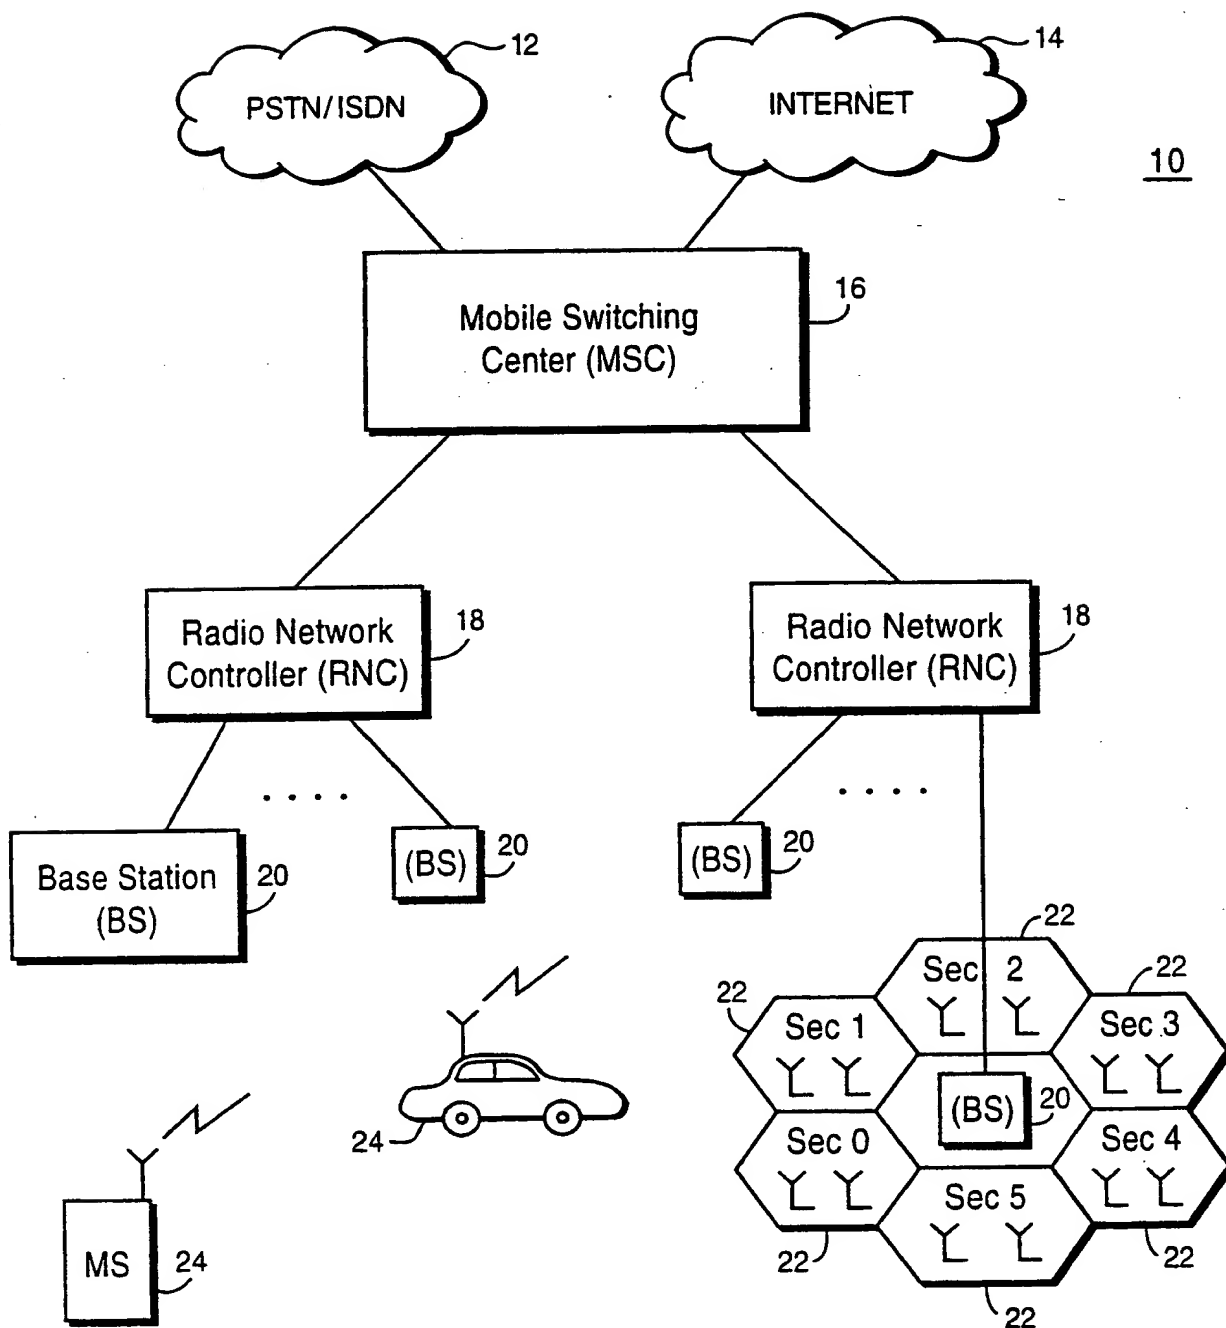 12
14
PSTN/ISDN
INTERNET
10
16
Mobile Switching
Center (MSC)
Radio Network
Controller (RNC)
18
Radio Network
Controller (RNC)
18
Base Station
(BS)
20
(BS)
20
(BS)
20
22
Sec 2
22
22
Sec 1
Sec 3
(BS)
20
24
Sec 0
Sec 4
Sec 5
MS
24
22
22
22